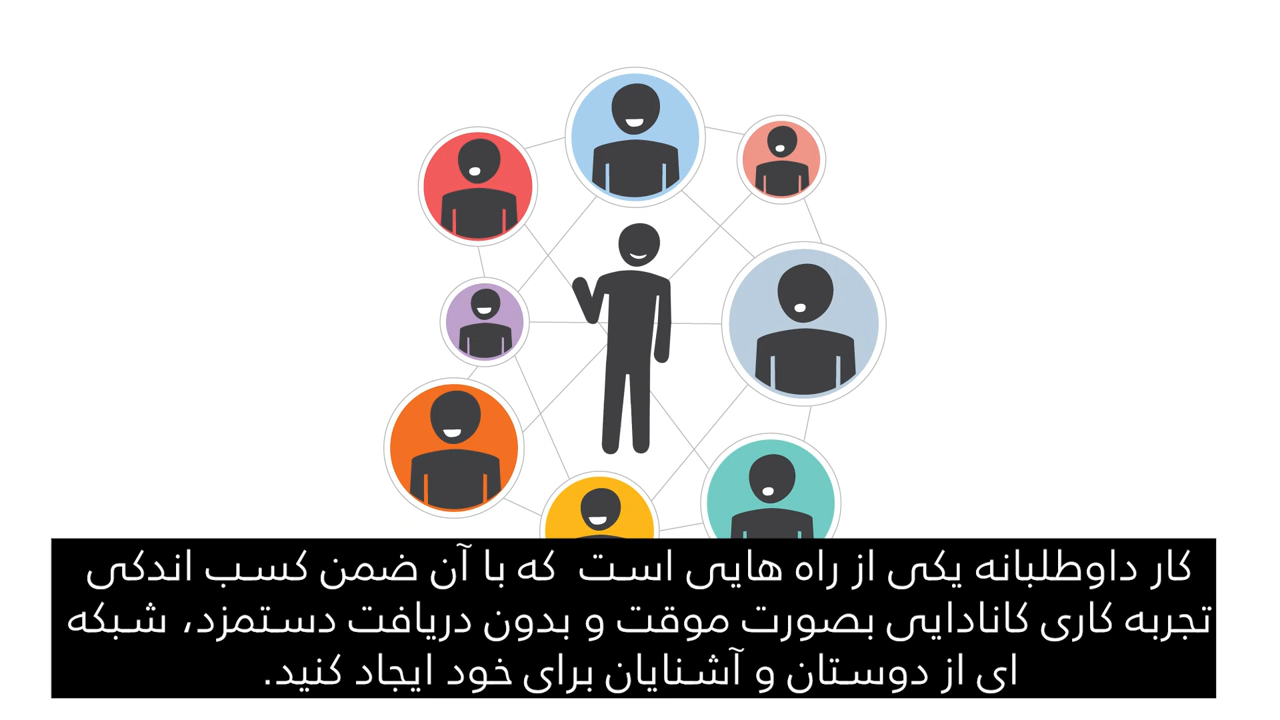 کار داوطلبانه یکی از راه هایی است که با آن ضمن کسب اندکی
تجربه کاری کانادایی بصورت موقت و بدون دریافت دستمزد، شبکه
ای از دوستان و آشنایان برای خود ایجاد کنید.